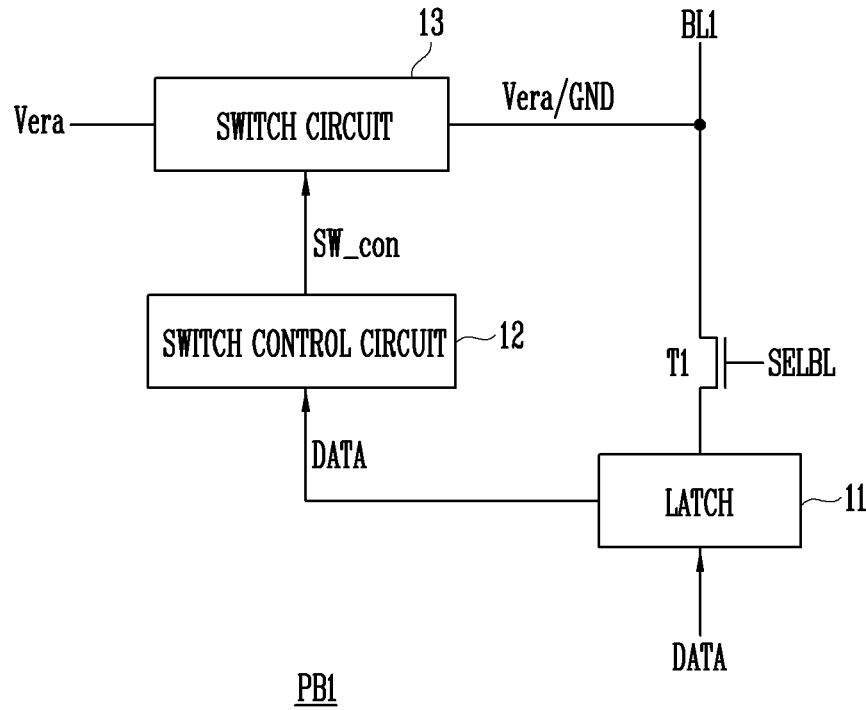 13
BL1
Vera
SWITCH CIRCUIT
Vera/GND
SW_con
SWITCH CONTROL CIRCUIT
12
T1
SELBL
DATA
LATCH
11
DATA
PB1